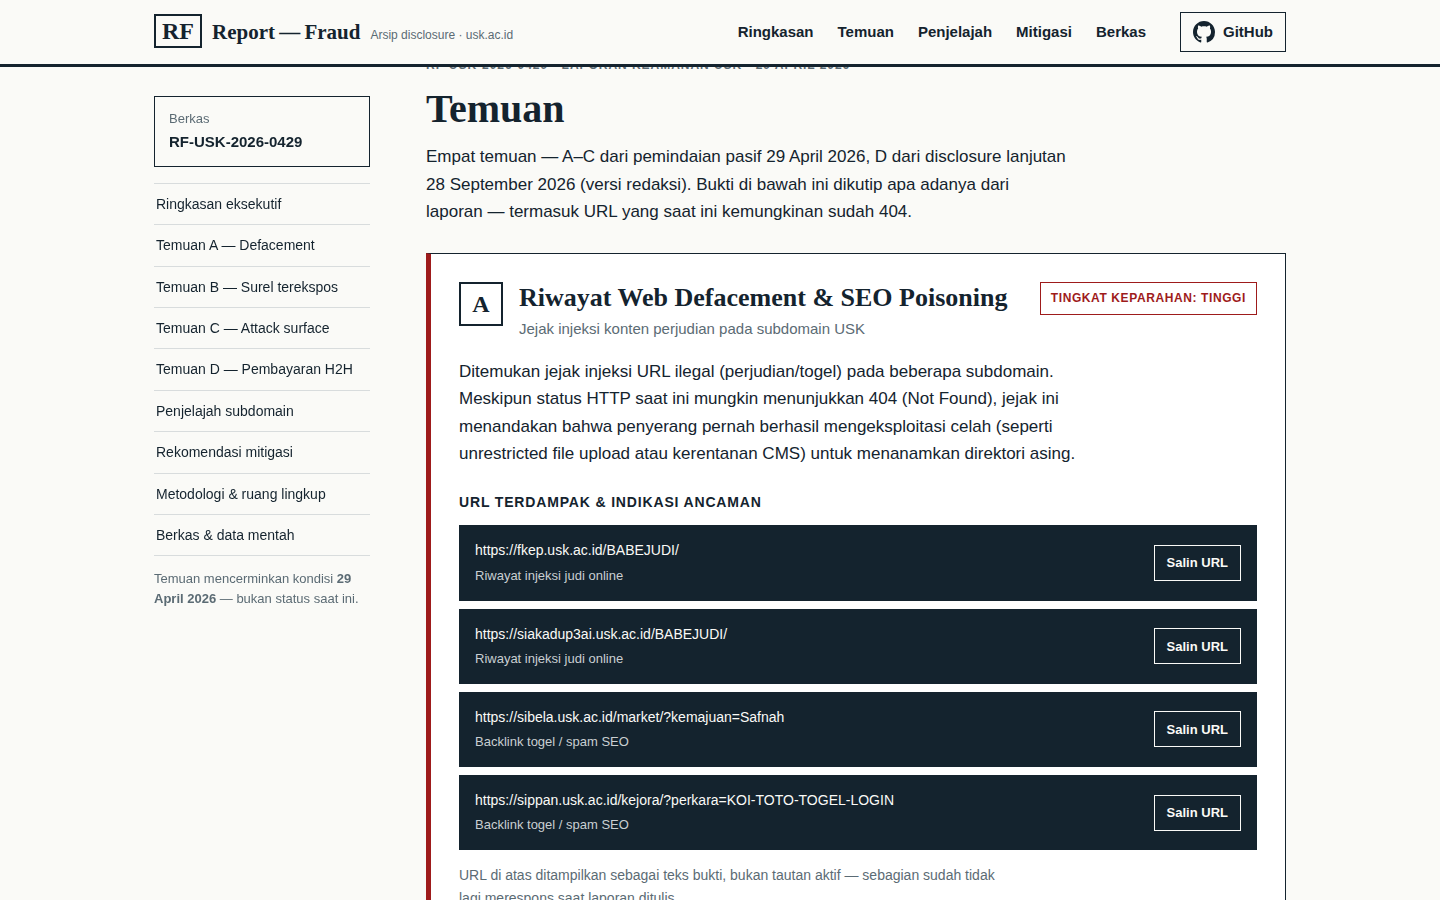 RF Report — Fraud Arsip disclosure · usk.ac.id
Ringkasan Temuan Penjelajah Mitigasi Berkas GitHub
Berkas
RF-USK-2026-0429
Ringkasan eksekutif
Temuan A — Defacement
Temuan B — Surel terekspos
Temuan C — Attack surface
Temuan D — Pembayaran H2H
Penjelajah subdomain
Rekomendasi mitigasi
Metodologi & ruang lingkup
Berkas & data mentah
Temuan mencerminkan kondisi 29
April 2026 — bukan status saat ini.
Temuan
Empat temuan — A–C dari pemindaian pasif 29 April 2026, D dari disclosure lanjutan
28 September 2026 (versi redaksi). Bukti di bawah ini dikutip apa adanya dari
laporan — termasuk URL yang saat ini kemungkinan sudah 404.
A
Riwayat Web Defacement & SEO Poisoning
TINGKAT KEPARAHAN: TINGGI
Jejak injeksi konten perjudian pada subdomain USK
Ditemukan jejak injeksi URL ilegal (perjudian/togel) pada beberapa subdomain.
Meskipun status HTTP saat ini mungkin menunjukkan 404 (Not Found), jejak ini
menandakan bahwa penyerang pernah berhasil mengeksploitasi celah (seperti
unrestricted file upload atau kerentanan CMS) untuk menanamkan direktori asing.
URL TERDAMPAK & INDIKASI ANCAMAN
https://fkep.usk.ac.id/BABEJUDI/
Riwayat injeksi judi online
Salin URL
https://siakadup3ai.usk.ac.id/BABEJUDI/
Riwayat injeksi judi online
Salin URL
https://sibela.usk.ac.id/market/?kemajuan=Safnah
Backlink togel / spam SEO
Salin URL
https://sippan.usk.ac.id/kejora/?perkara=KOI-TOTO-TOGEL-LOGIN
Backlink togel / spam SEO
Salin URL
URL di atas ditampilkan sebagai teks bukti, bukan tautan aktif — sebagian sudah tidak
lagi merespons saat laporan ditulis.